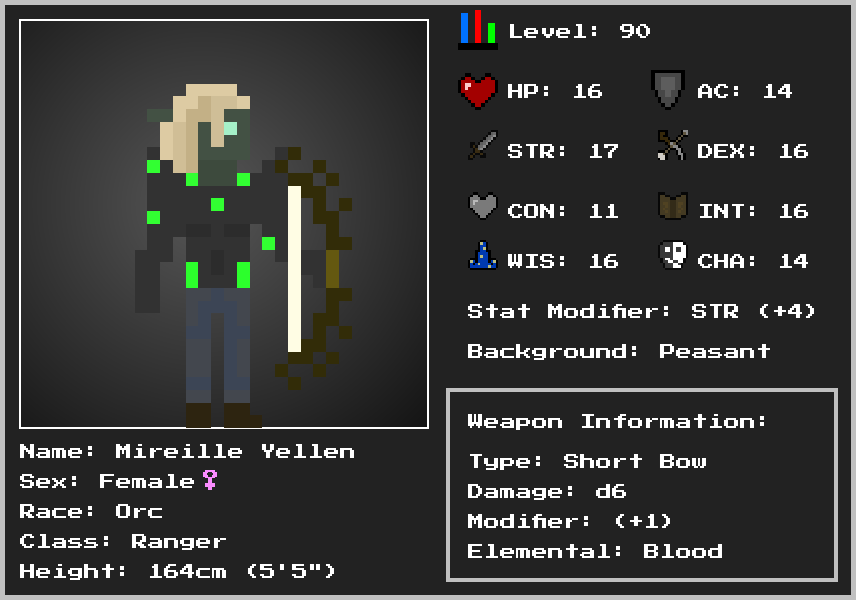 Level: 90
HP: 16
AC: 14
STR: 17
DEX: 16
CON: 11
INT: 16
WIS: 16
CHA: 14
Stat Modifier: STR (+4)
Background: Peasant
Weapon Information:
Type: Short Bow
Damage: d6
Modifier: (+1)
Elemental: Blood
Name: Mireille Yellen
Sex: Female♀
Race: Orc
Class: Ranger
Height: 164cm (5'5")